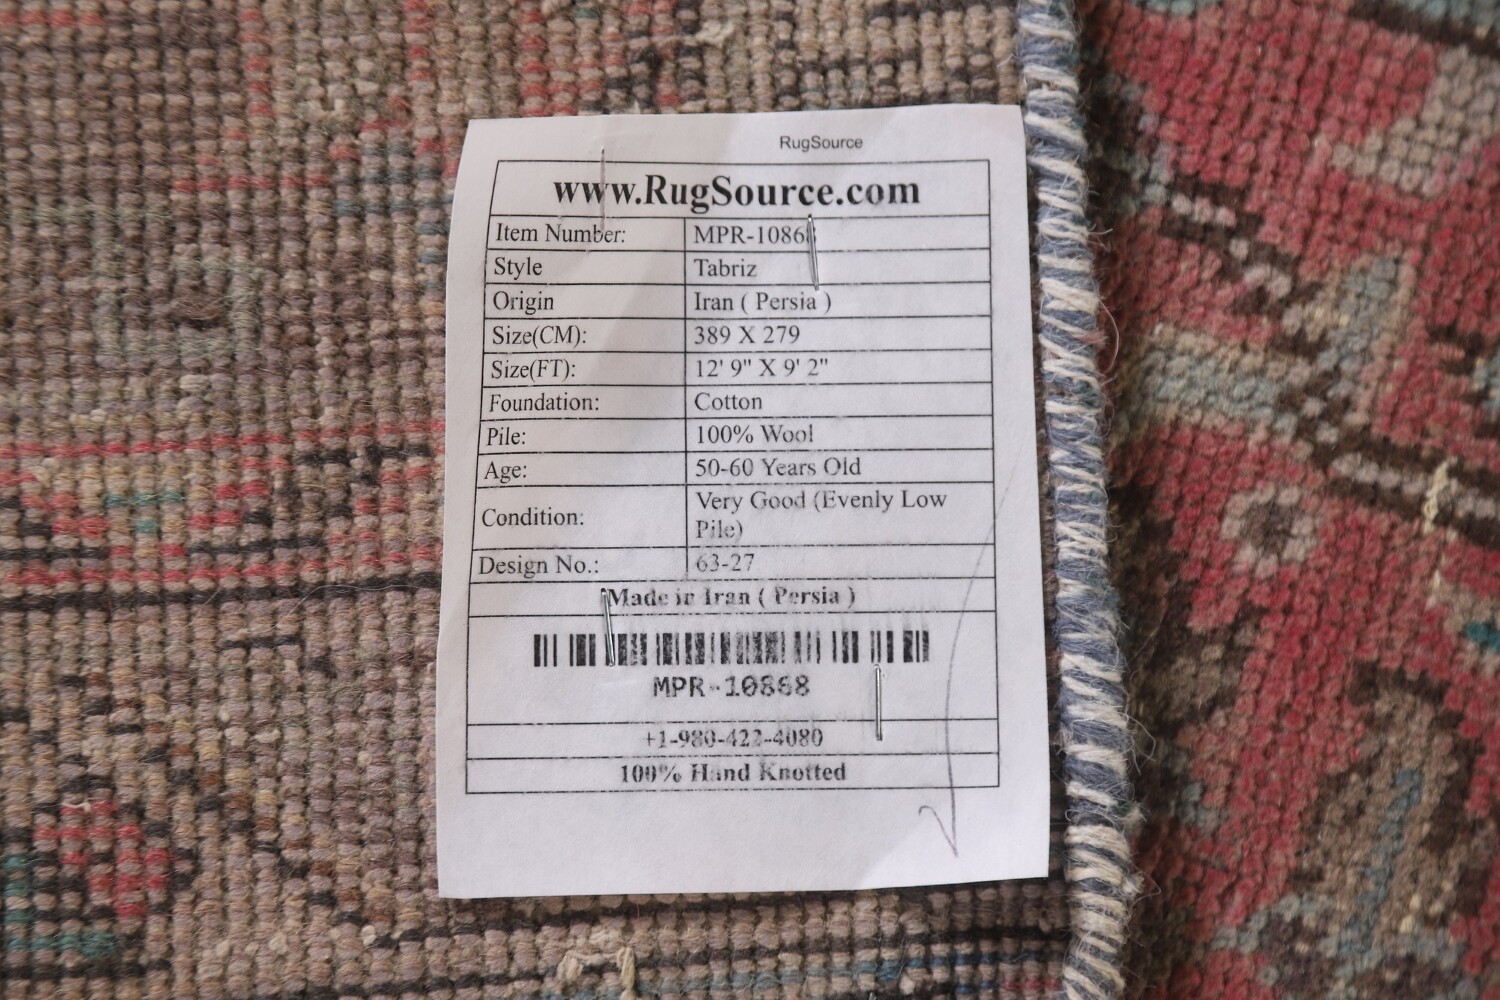 RugSource
www.RugSource.com
Item Number: MPR-10868
Style Tabriz
Origin Iran ( Persia )
Size(CM): 389 X 279
Size(FT): 12' 9" X 9' 2"
Foundation: Cotton
Pile: 100% Wool
Age: 50-60 Years Old
Condition: Very Good (Evenly Low
Pile)
Design No.: 63-27
Made in Iran ( Persia )
MPR-10868
+1-980-422-4080
100% Hand Knotted